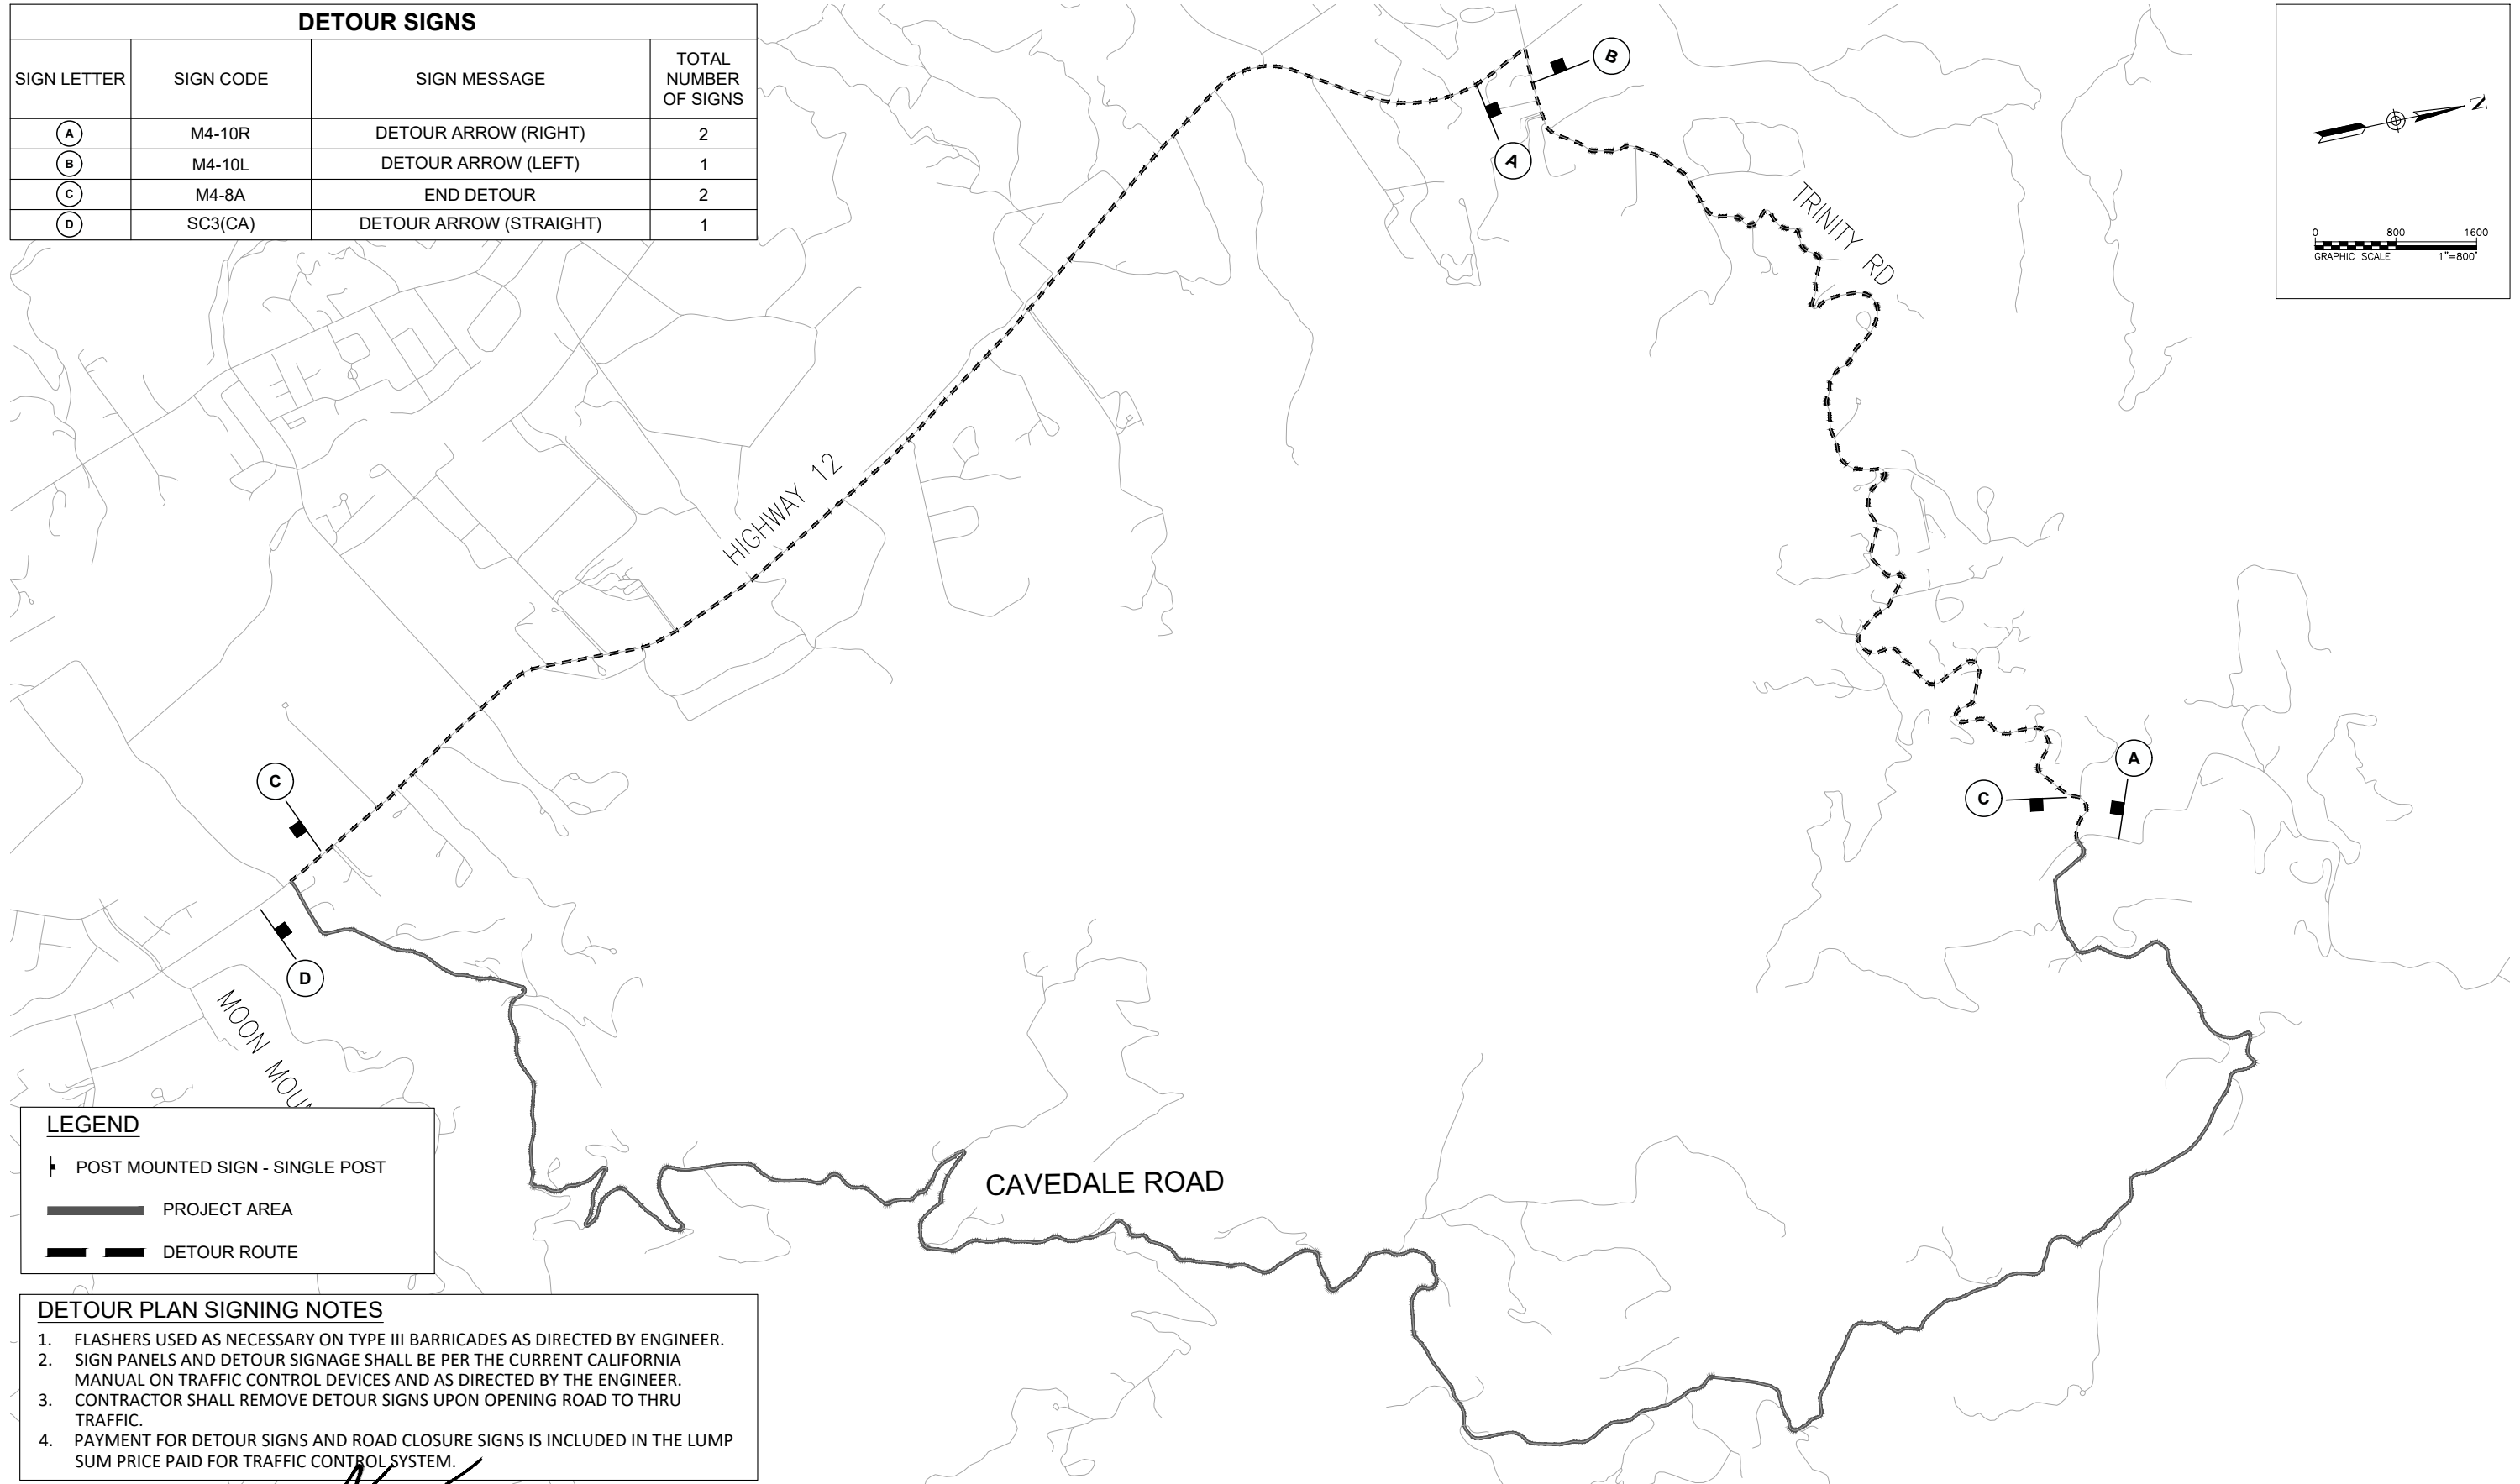 DETOUR SIGNS
SIGN LETTER SIGN CODE SIGN MESSAGE TOTAL NUMBER OF SIGNS
A M4-10R DETOUR ARROW (RIGHT) 2
B M4-10L DETOUR ARROW (LEFT) 1
C M4-8A END DETOUR 2
D SC3(CA) DETOUR ARROW (STRAIGHT) 1
B
A
N
0 800 1600
GRAPHIC SCALE 1"=800'
TRINITY RD
HIGHWAY 12
C
A
C
D
MOON
CAVEDALE ROAD
LEGEND
POST MOUNTED SIGN - SINGLE POST
PROJECT AREA
DETOUR ROUTE
DETOUR PLAN SIGNING NOTES
1. FLASHERS USED AS NECESSARY ON TYPE III BARRICADES AS DIRECTED BY ENGINEER.
2. SIGN PANELS AND DETOUR SIGNAGE SHALL BE PER THE CURRENT CALIFORNIA
MANUAL ON TRAFFIC CONTROL DEVICES AND AS DIRECTED BY THE ENGINEER.
3. CONTRACTOR SHALL REMOVE DETOUR SIGNS UPON OPENING ROAD TO THRU
TRAFFIC.
4. PAYMENT FOR DETOUR SIGNS AND ROAD CLOSURE SIGNS IS INCLUDED IN THE LUMP
SUM PRICE PAID FOR TRAFFIC CONTROL SYSTEM.